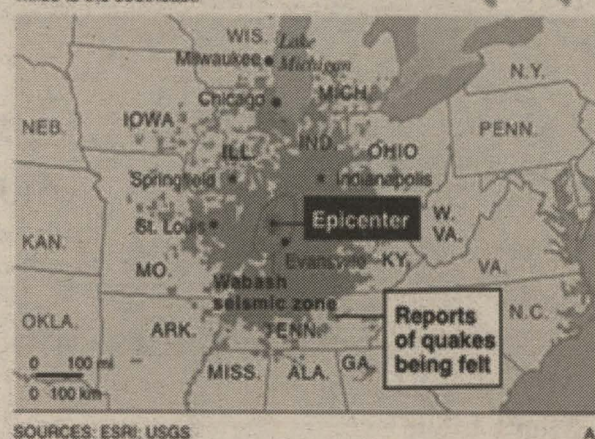 WIS.
Lake
Michigan
Milwaukee
N.Y.
Chicago
MICH.
IOWA
NEB.
PENN.
IND.
ILL.
OHIO
Springfield
Indianapolis
Epicenter
W.
VA.
St. Louis
KAN.
Evansville
KY.
MO.
VA.
Wabash
seismic zone
Reports
of quakes
being felt
N.C.
OKLA.
ARK.
TENN.
0 100 mi
0 100 km
MISS.
ALA.
GA.
SOURCES: ESRI; USGS